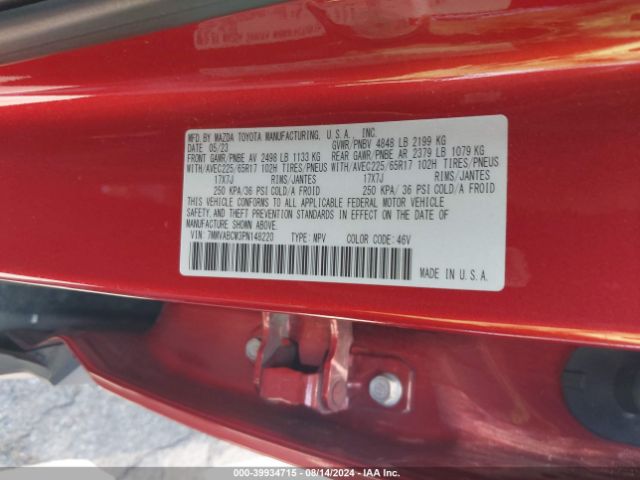 MFD. BY MAZDA TOYOTA MANUFACTURING, U.S.A., INC.
DATE 05/23 GVWR/PNBV 4848 LB 2199 KG
FRONT GAWR/PNBE AV 2498 LB 1133 KG REAR GAWR/PNBE AR 2379 LB 1079 KG
WITH/AVEC225/65R17 102H TIRES/PNEUS WITH/AVEC225/65R17 102H TIRES/PNEUS
17X7J RIMS/JANTES 17X7J RIMS/JANTES
250 KPA/36 PSI COLD/A FROID 250 KPA/36 PSI COLD/A FROID
THIS VEHICLE CONFORMS TO ALL APPLICABLE FEDERAL MOTOR VEHICLE
SAFETY, AND THEFT PREVENTION STANDARDS IN EFFECT ON THE DATE OF
MANUFACTURE SHOWN ABOVE.
VIN: 7MMVABCM3PN148220 TYPE: MPV COLOR CODE: 46V
MADE IN U.S.A.
000-39934715 - 08/14/2024 - IAA Inc.